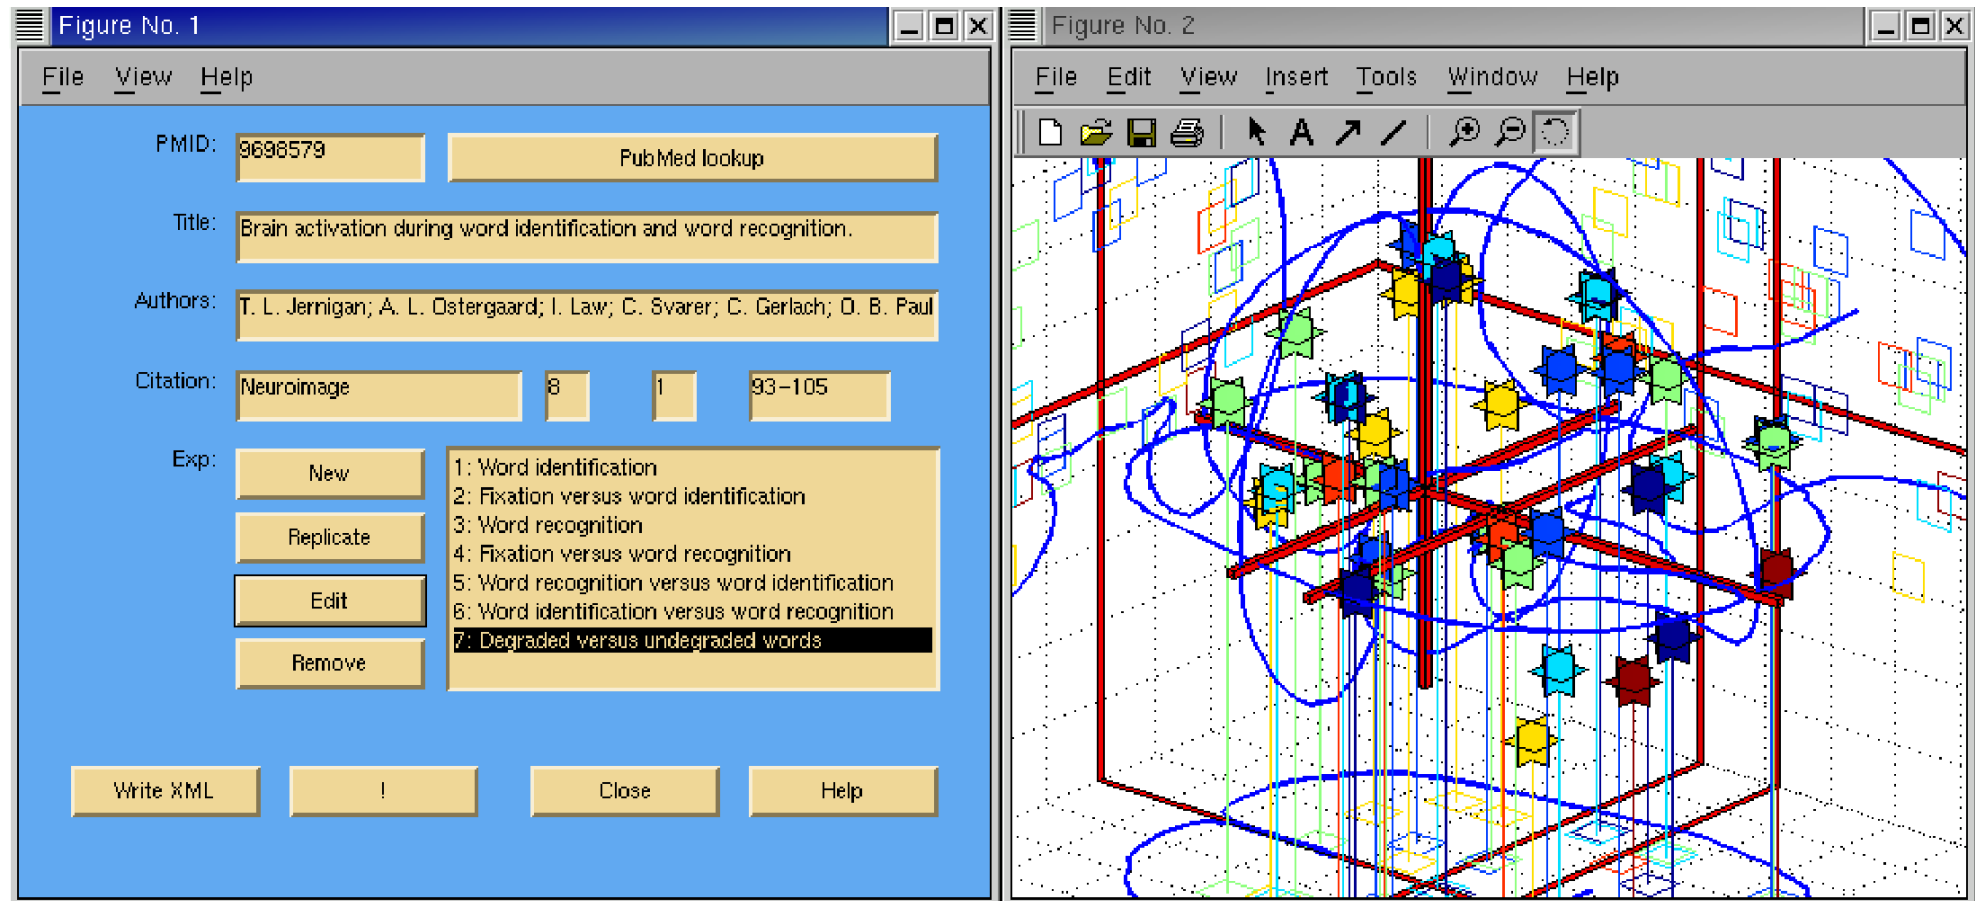 Figure No. 1
File View Help
PMID: 9698579 PubMed lookup
Title: Brain activation during word identification and word recognition.
Authors: T. L. Jernigan; A. L. Ostergaard; I. Law; C. Svarer; C. Gerlach; O. B. Paul
Citation: Neuroimage 8 1 93-105
Exp: New
Replicate
Edit
Remove
1: Word identification
2: Fixation versus word identification
3: Word recognition
4: Fixation versus word recognition
5: Word recognition versus word identification
6: Word identification versus word recognition
7: Degraded versus undegraded words
Write XML ! Close Help
Figure No. 2
File Edit View Insert Tools Window Help
A